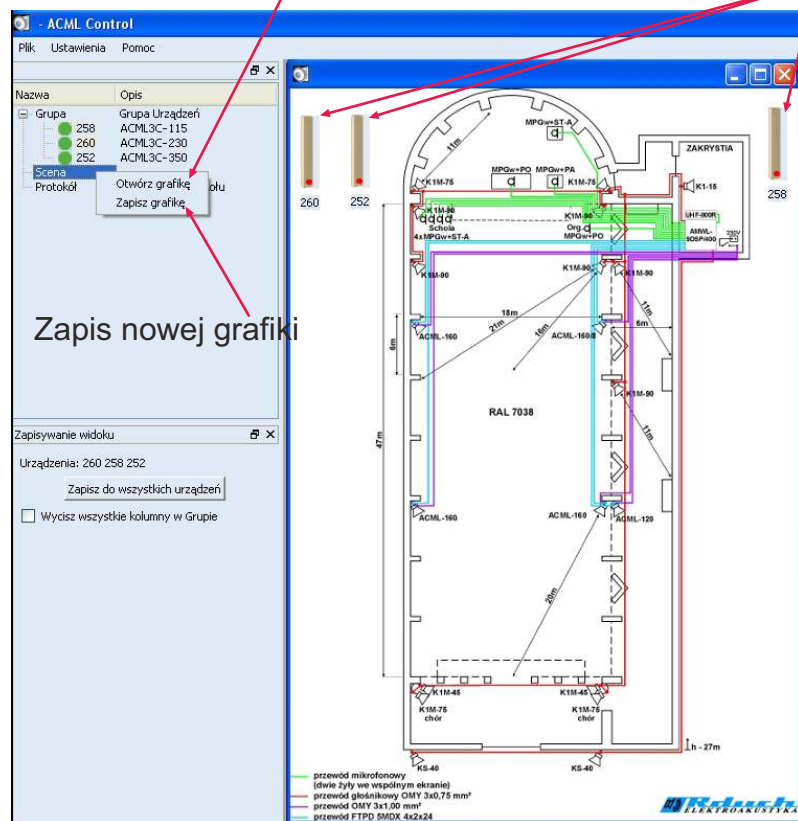 - ACML Control
Plik Ustawienia Pomoc
Nazwa Opis
Grupa Grupa Urządzeń
258 ACML3C-115
260 ACML3C-230
252 ACML3C-350
Scena
Protokół
Otwórz grafikę
Zapisz grafikę
Zapis nowej grafiki
Zapisywanie widoku
Urządzenia: 260 258 252
Zapisz do wszystkich urządzeń
Wycisz wszystkie kolumny w Grupie
260
252
258
MPGw+ST-A
11m
ZAKRYSTIA
MPGw+PO MPGw+PA
K1M-75
K1M-75
K1-15
K1M-90
Schola
4xMPGw+ST-A
K1M-90
Org.
MPGw+PO
UHF-800R
AMWL-
230V
K1M-90
K1M-90
K1M-90
18m
21m
16m
11m
6m
6m
ACML-160
ACML-160/8
K1M-90
RAL 7038
11m
47m
ACML-160
ACML-160
ACML-120
20m
K1M-45
K1M-45
K1M-75
chór
K1M-75
chór
h - 27m
KS-40
KS-40
przewód mikrofonowy
(dwie żyły we wspólnym ekranie)
przewód głośnikowy OMY 3x0,75 mm²
przewód OMY 3x1,00 mm²
przewód FTPD 5MDX 4x2x24
Rduch
ELEKTROAKUSTYKA